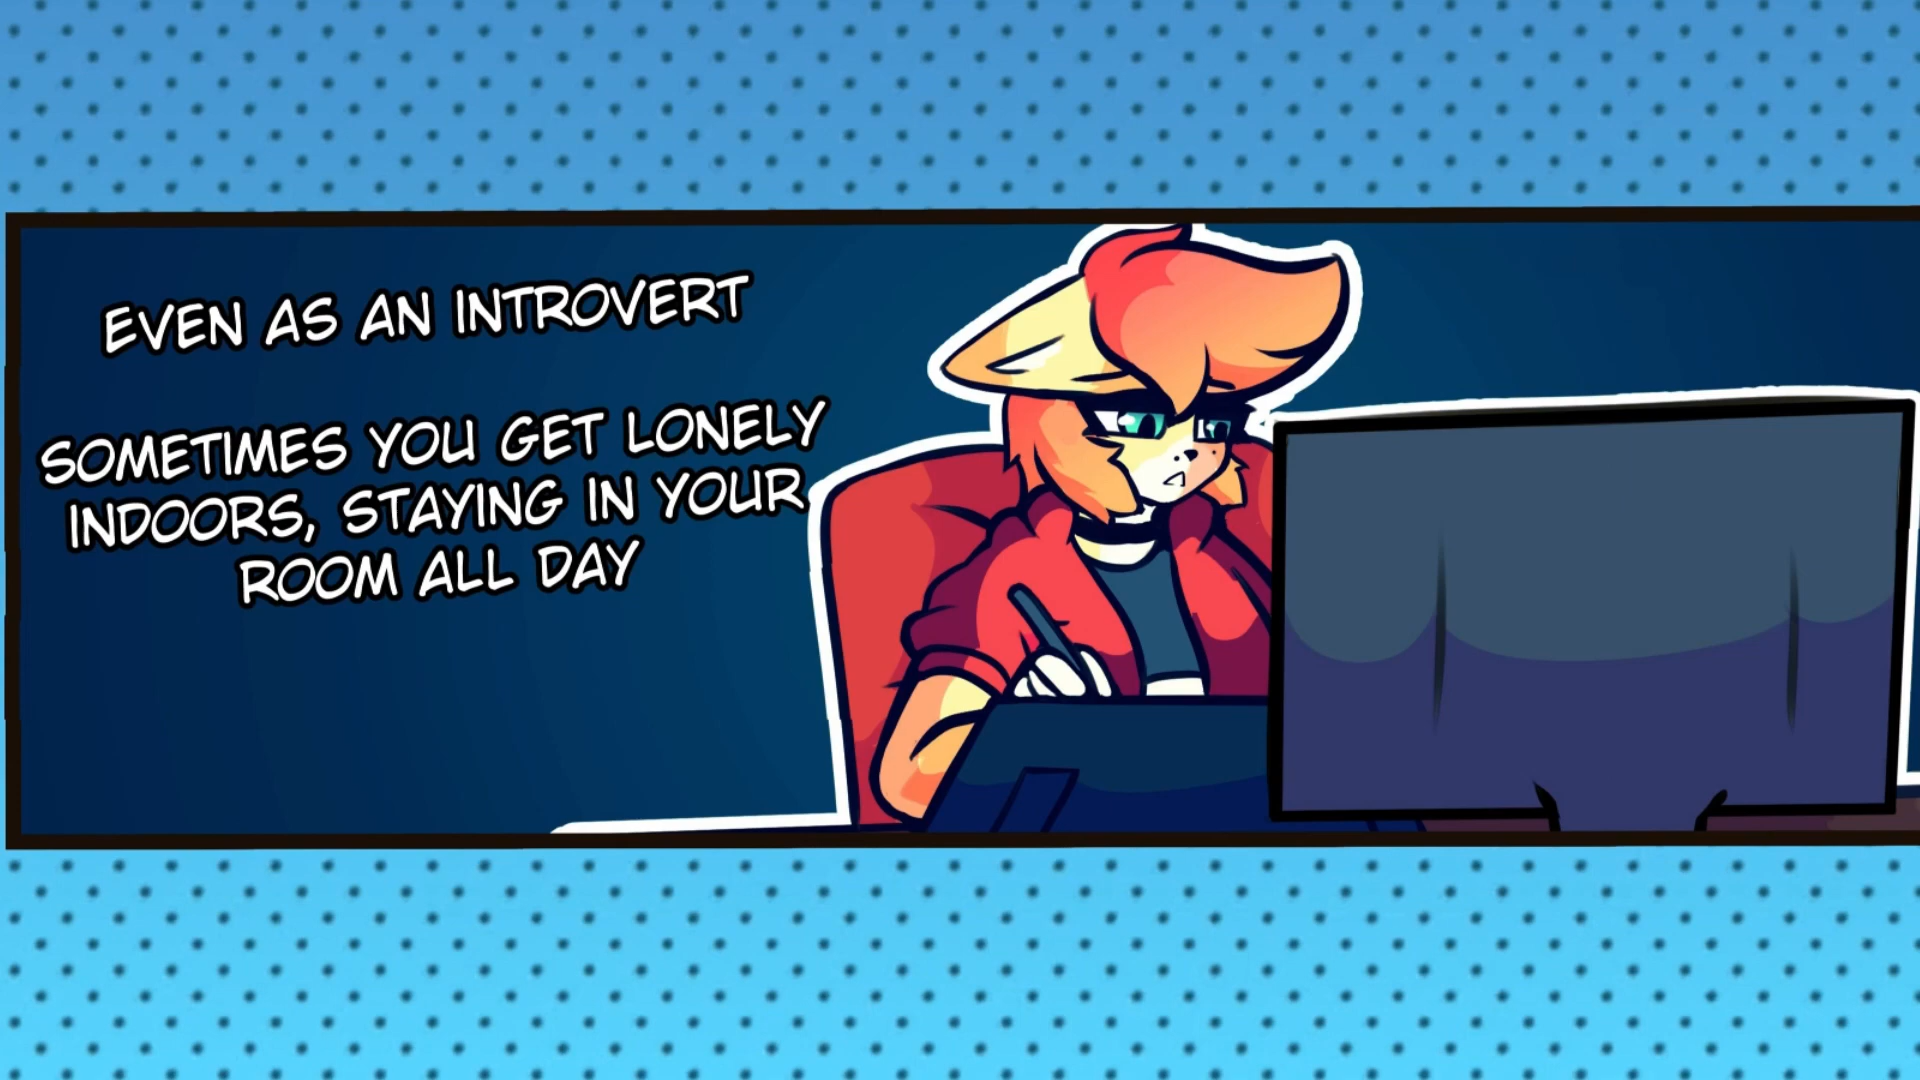 EVEN AS AN INTROVERT
SOMETIMES YOU GET LONELY
INDOORS, STAYING IN YOUR
ROOM ALL DAY